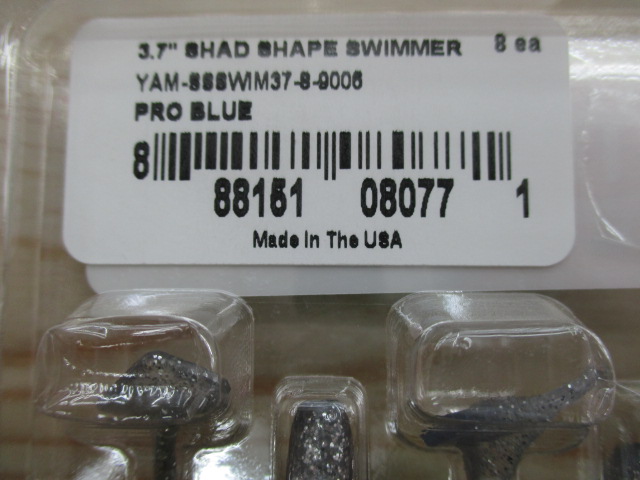 3.7" SHAD SHAPE SWIMMER 8 ea
YAM-SSSWIM37-8-9006
PRO BLUE
8 88151 08077 1
Made In The USA